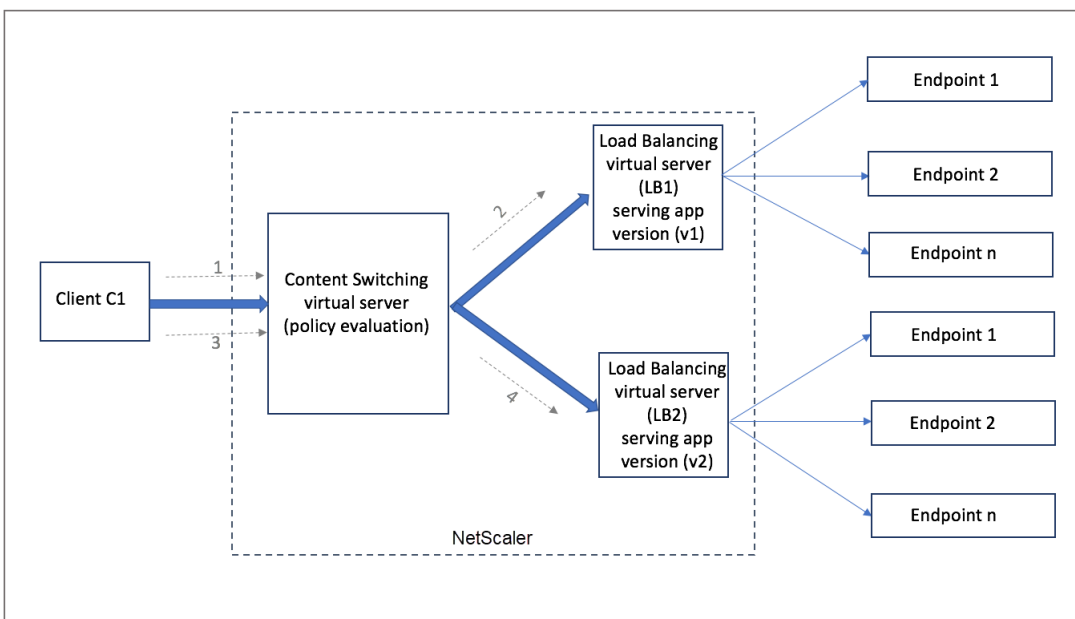 Client C1
1
3
Content Switching
virtual server
(policy evaluation)
2
4
Load Balancing
virtual server
(LB1)
serving app
version (v1)
Load Balancing
virtual server
(LB2)
serving app
version (v2)
NetScaler
Endpoint 1
Endpoint 2
Endpoint n
Endpoint 1
Endpoint 2
Endpoint n